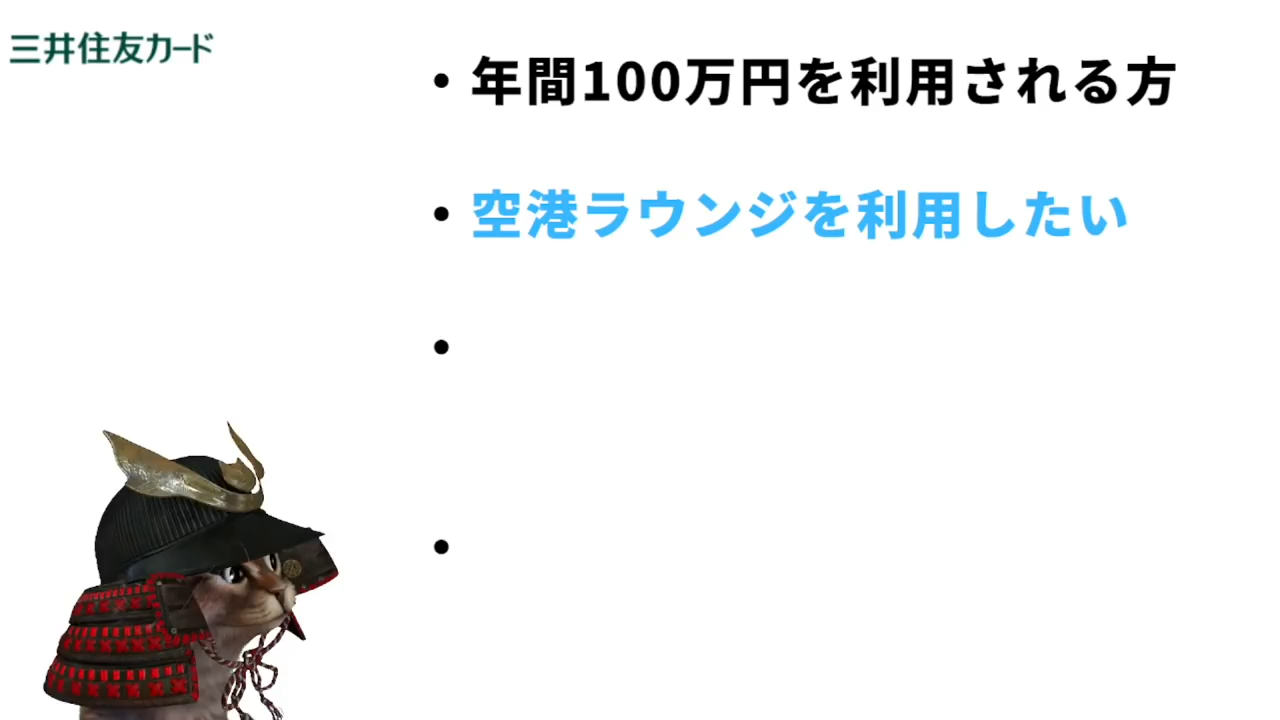 三井住友カード
・年間100万円を利用される方
・空港ラウンジを利用したい
・
・